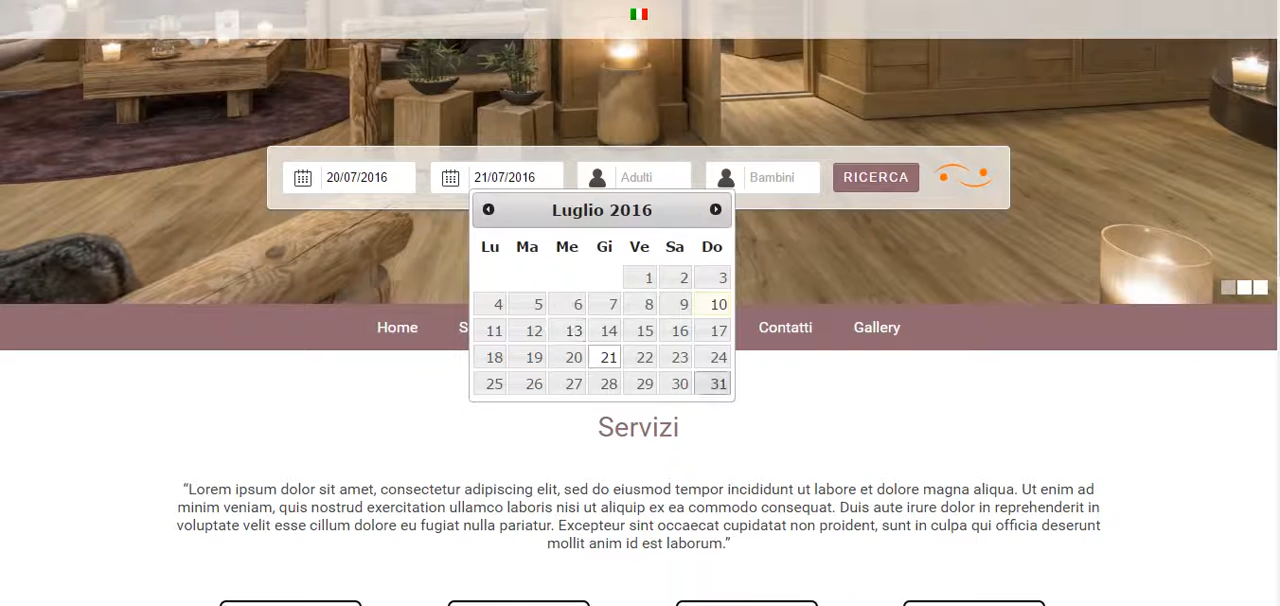 20/07/2016 21/07/2016 Adulti Bambini RICERCA
Luglio 2016
Lu Ma Me Gi Ve Sa Do
1 2 3
4 5 6 7 8 9 10
11 12 13 14 15 16 17
18 19 20 21 22 23 24
25 26 27 28 29 30 31
Home S Contatti Gallery
Servizi
“Lorem ipsum dolor sit amet, consectetur adipiscing elit, sed do eiusmod tempor incididunt ut labore et dolore magna aliqua. Ut enim ad
minim veniam, quis nostrud exercitation ullamco laboris nisi ut aliquip ex ea commodo consequat. Duis aute irure dolor in reprehenderit in
voluptate velit esse cillum dolore eu fugiat nulla pariatur. Excepteur sint occaecat cupidatat non proident, sunt in culpa qui officia deserunt
mollit anim id est laborum.”